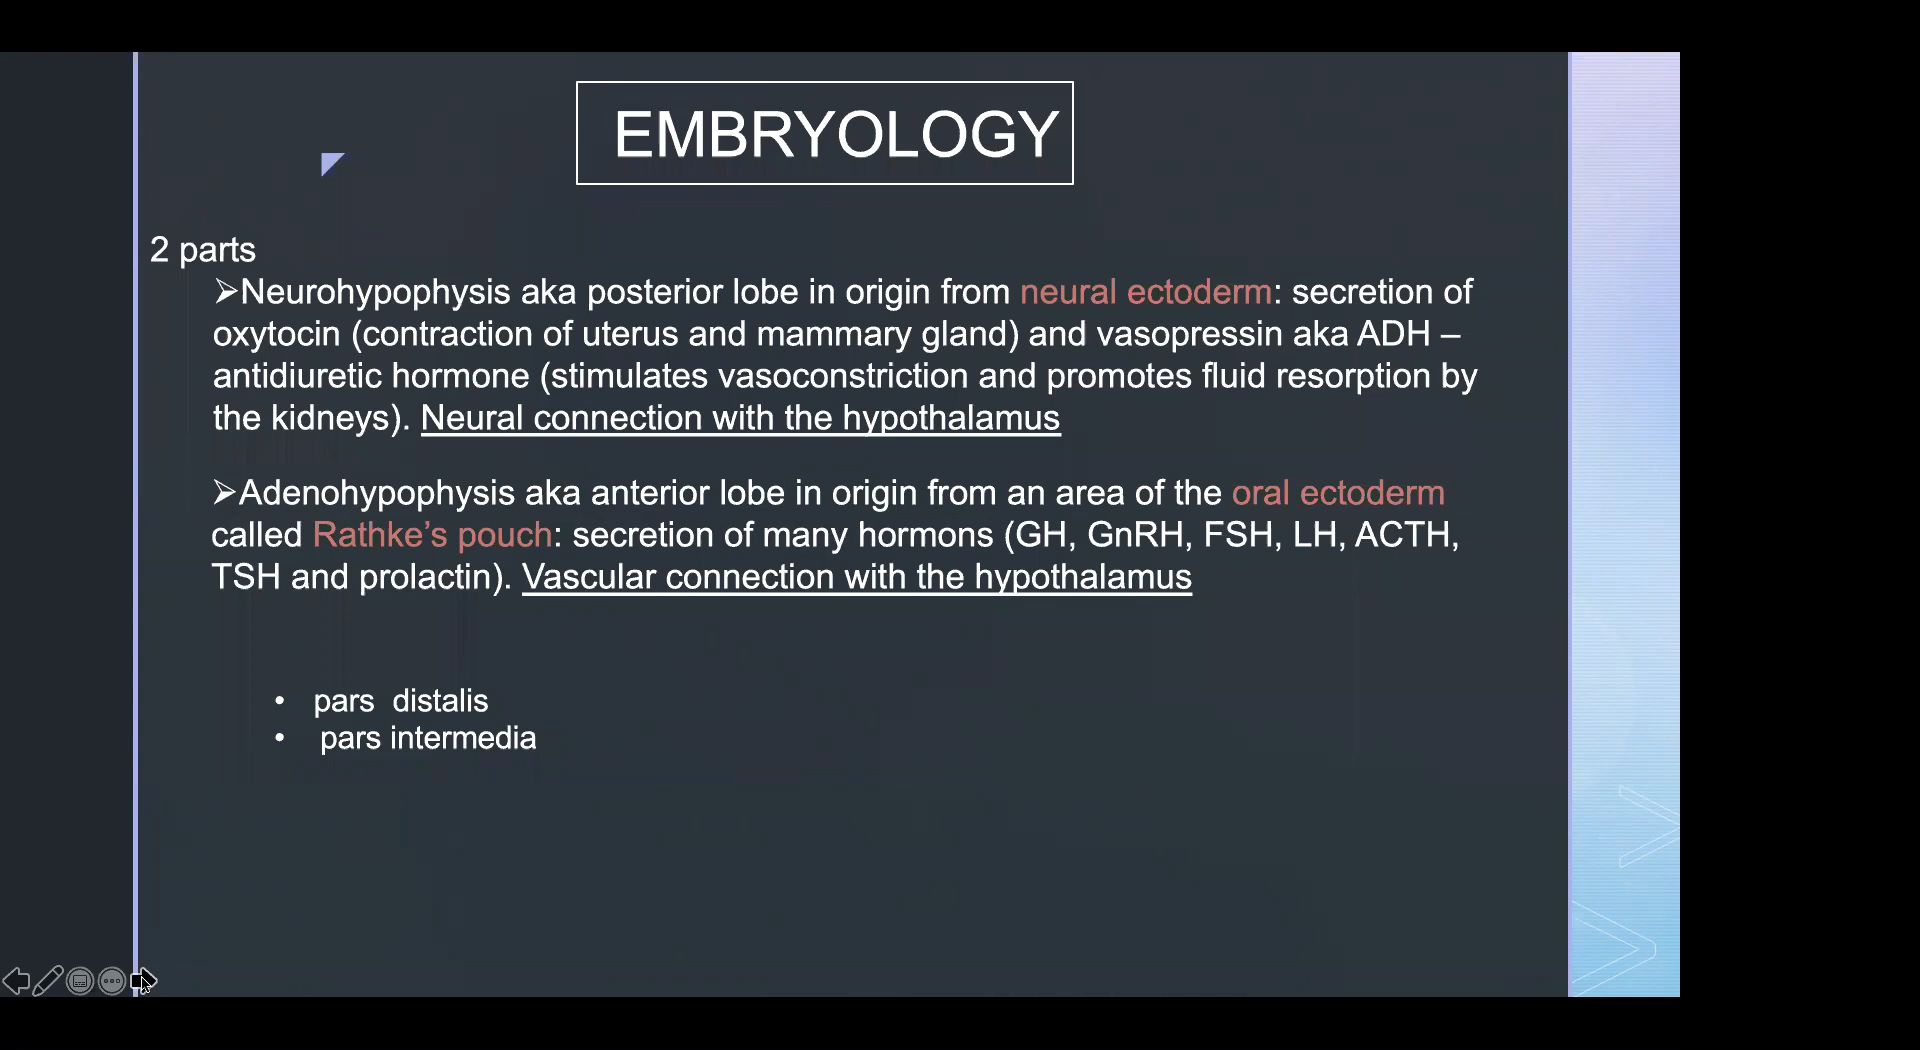 EMBRYOLOGY
2 parts
➢Neurohypophysis aka posterior lobe in origin from neural ectoderm: secretion of
oxytocin (contraction of uterus and mammary gland) and vasopressin aka ADH –
antidiuretic hormone (stimulates vasoconstriction and promotes fluid resorption by
the kidneys). Neural connection with the hypothalamus
➢Adenohypophysis aka anterior lobe in origin from an area of the oral ectoderm
called Rathke’s pouch: secretion of many hormons (GH, GnRH, FSH, LH, ACTH,
TSH and prolactin). Vascular connection with the hypothalamus
• pars distalis
• pars intermedia